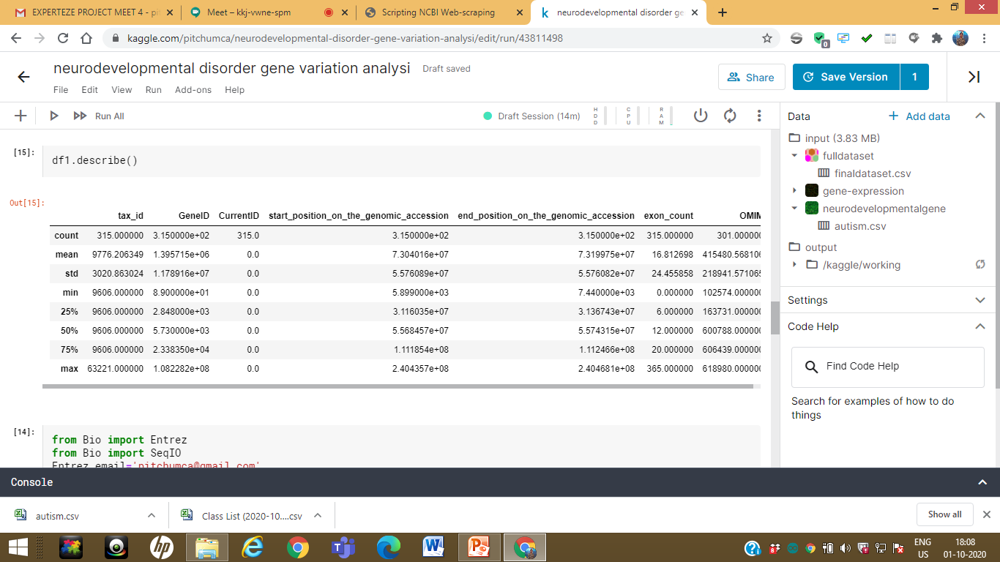 EXPERTEZE PROJECT MEET 4 - pi
Meet – kkj-vwne-spm
Scripting NCBI Web-scraping
neurodevelopmental disorder ge
kaggle.com/pitchumca/neurodevelopmental-disorder-gene-variation-analysi/edit/run/43811498
0
neurodevelopmental disorder gene variation analysi Draft saved
File Edit View Run Add-ons Help
Share
Save Version 1
Run All
Draft Session (14m)
HDD
CPU
RAM
[15]:
df1.describe()
Out[15]:
tax_id GeneID CurrentID start_position_on_the_genomic_accession end_position_on_the_genomic_accession exon_count OMIM
count 315.000000 3.150000e+02 315.0 3.150000e+02 3.150000e+02 315.000000 301.000000
mean 9776.206349 1.395715e+06 0.0 7.304016e+07 7.319975e+07 16.812698 415480.568106
std 3020.863024 1.178916e+07 0.0 5.576089e+07 5.576082e+07 24.455858 218941.571065
min 9606.000000 8.900000e+01 0.0 5.899000e+03 7.440000e+03 0.000000 102574.000000
25% 9606.000000 2.848000e+03 0.0 3.116035e+07 3.136743e+07 6.000000 163731.000000
50% 9606.000000 5.730000e+03 0.0 5.568457e+07 5.574315e+07 12.000000 600788.000000
75% 9606.000000 2.338350e+04 0.0 1.111854e+08 1.112466e+08 20.000000 606439.000000
max 63221.000000 1.082282e+08 0.0 2.404357e+08 2.404681e+08 365.000000 618980.000000
[14]:
from Bio import Entrez
from Bio import SeqIO
Entrez.email='pitchumca@gmail.com'
Data
Add data
input (3.83 MB)
fulldataset
finaldataset.csv
gene-expression
neurodevelopmentalgene
autism.csv
output
/kaggle/working
Settings
Code Help
Find Code Help
Search for examples of how to do
things
Console
autism.csv
Class List (2020-10....csv
Show all
ENG
US
18:08
01-10-2020